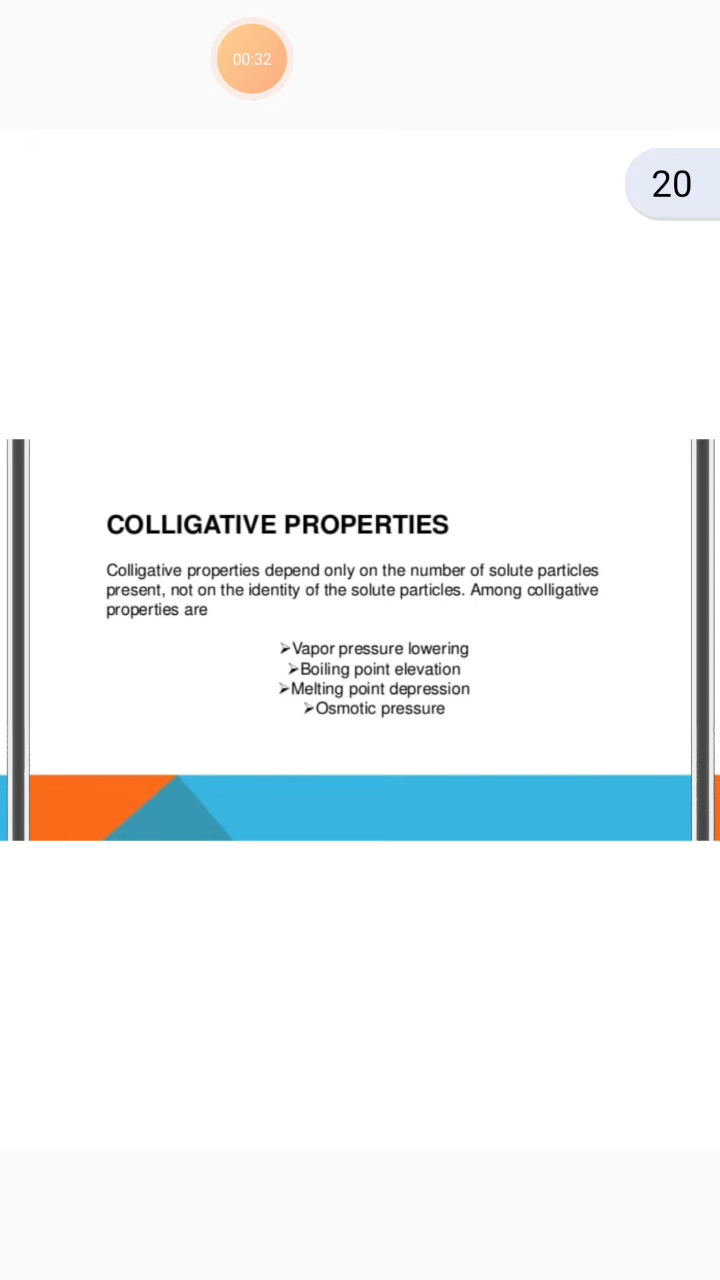 00:32
20
COLLIGATIVE PROPERTIES
Colligative properties depend only on the number of solute particles
present, not on the identity of the solute particles. Among colligative
properties are
➢Vapor pressure lowering
➢Boiling point elevation
➢Melting point depression
➢Osmotic pressure